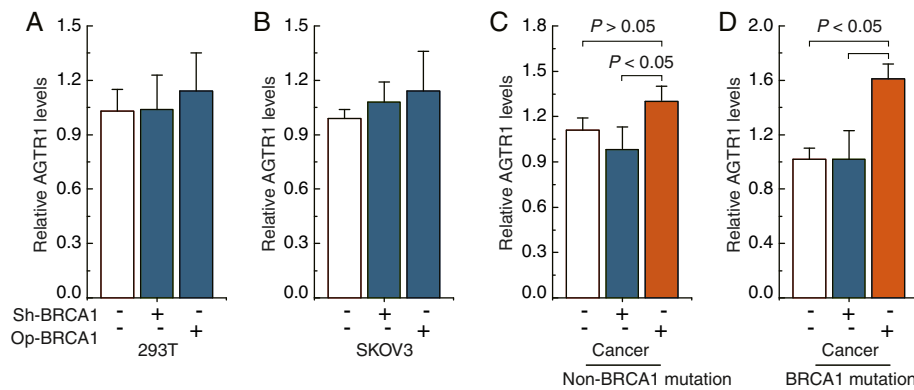 A
Relative AGTR1 levels
1.5
1.2
0.9
0.6
0.3
0.0
B
Relative AGTR1 levels
1.5
1.2
0.9
0.6
0.3
0.0
C
Relative AGTR1 levels
1.8
1.5
1.2
0.9
0.6
0.3
0.0
P > 0.05
P < 0.05
D
Relative AGTR1 levels
2.0
1.6
1.2
0.8
0.4
0.0
P < 0.05
Sh-BRCA1 - + - - + - - + - - + -
Op-BRCA1 - - + - - + - - + - - +
293T SKOV3 Cancer Cancer
Non-BRCA1 mutation BRCA1 mutation